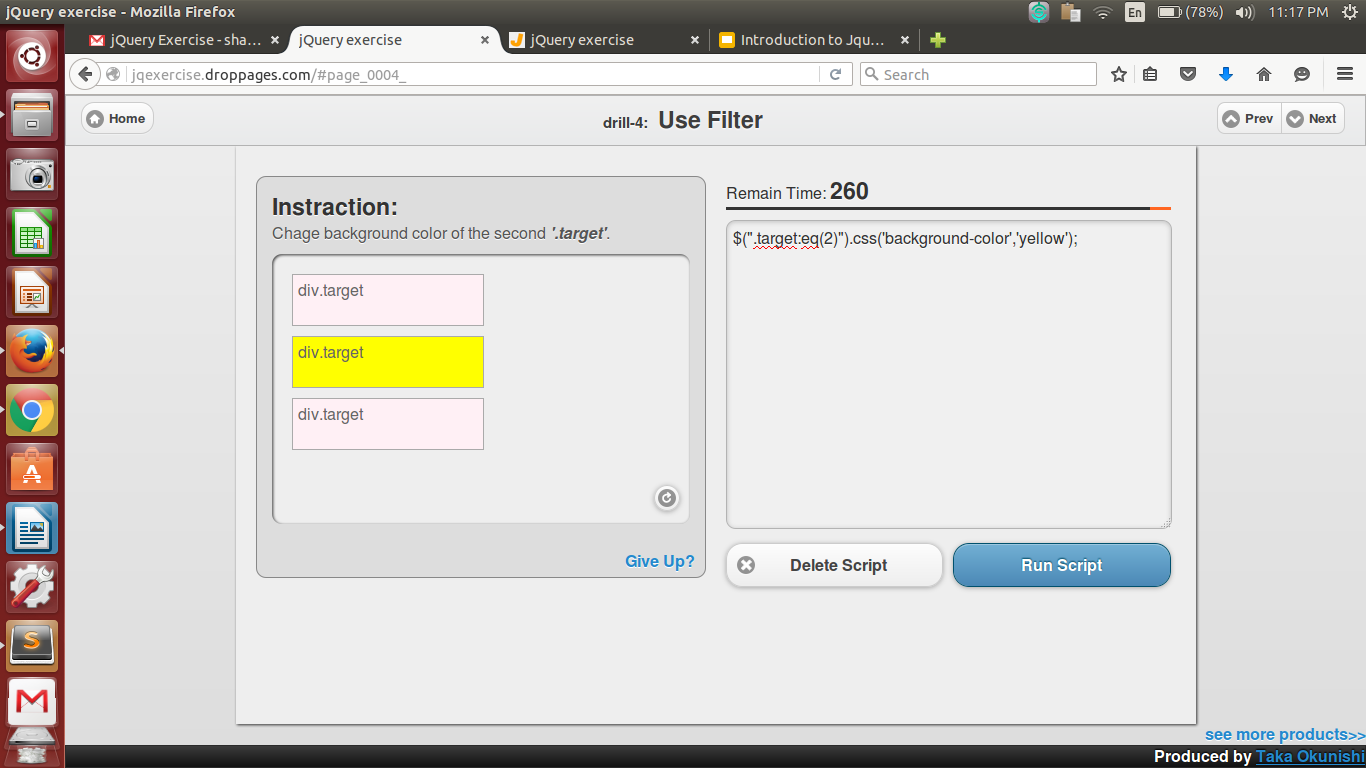 jQuery exercise - Mozilla Firefox
En
(78%)
11:17 PM
jQuery Exercise - sha...
jQuery exercise
jQuery exercise
Introduction to Jqu...
jqexercise.droppages.com/#page_0004_
Search
Home
drill-4: Use Filter
Prev
Next
Instraction:
Chage background color of the second '.target'.
div.target
div.target
div.target
Give Up?
Remain Time: 260
$(".target:eq(2)").css('background-color','yellow');
Delete Script
Run Script
see more products>>
Produced by Taka Okunishi